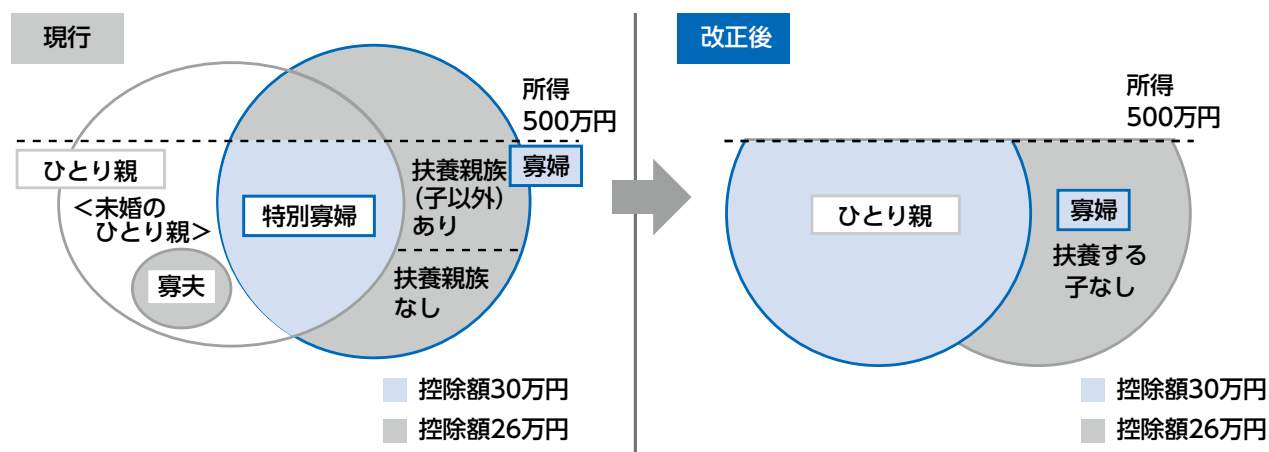 現行
所得
500万円
ひとり親
<未婚の
ひとり親>
寡夫
特別寡婦
扶養親族
(子以外)
あり
寡婦
扶養親族
なし
控除額30万円
控除額26万円
改正後
所得
500万円
ひとり親
寡婦
扶養する
子なし
控除額30万円
控除額26万円